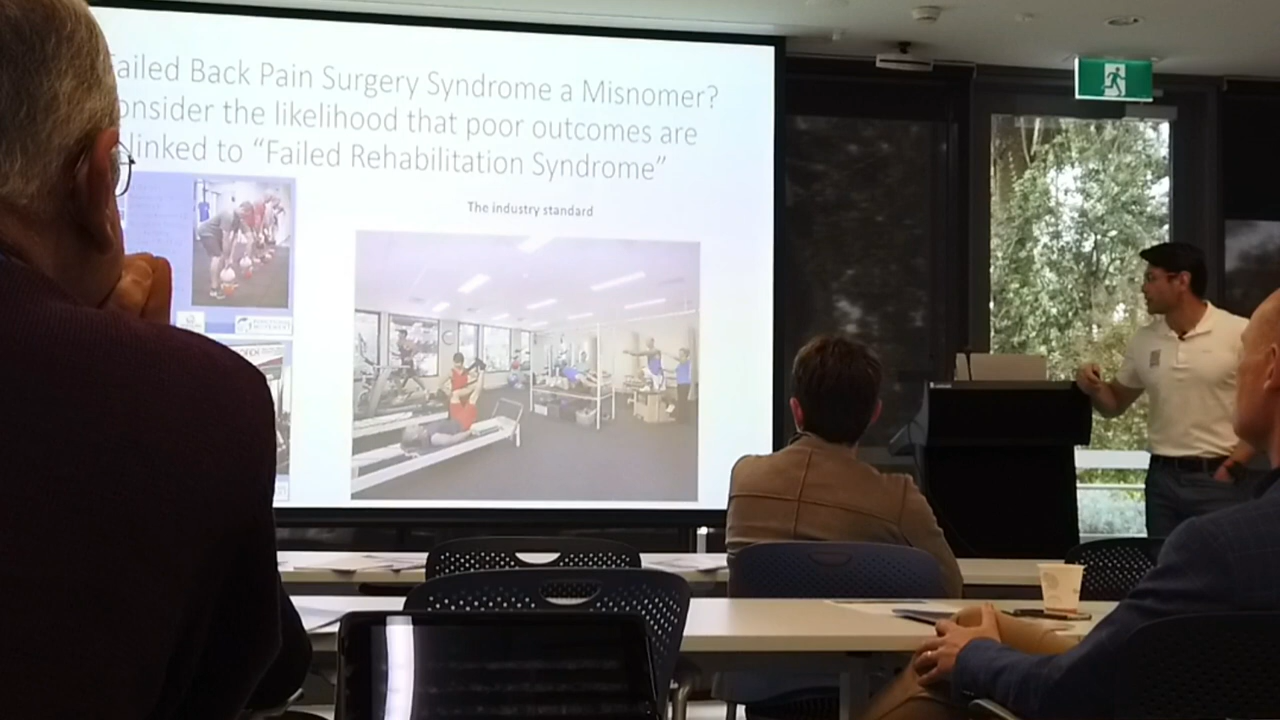 ailed Back Pain Surgery Syndrome a Misnomer?
onsider the likelihood that poor outcomes are
linked to “Failed Rehabilitation Syndrome”
The industry standard
MOVEMENT